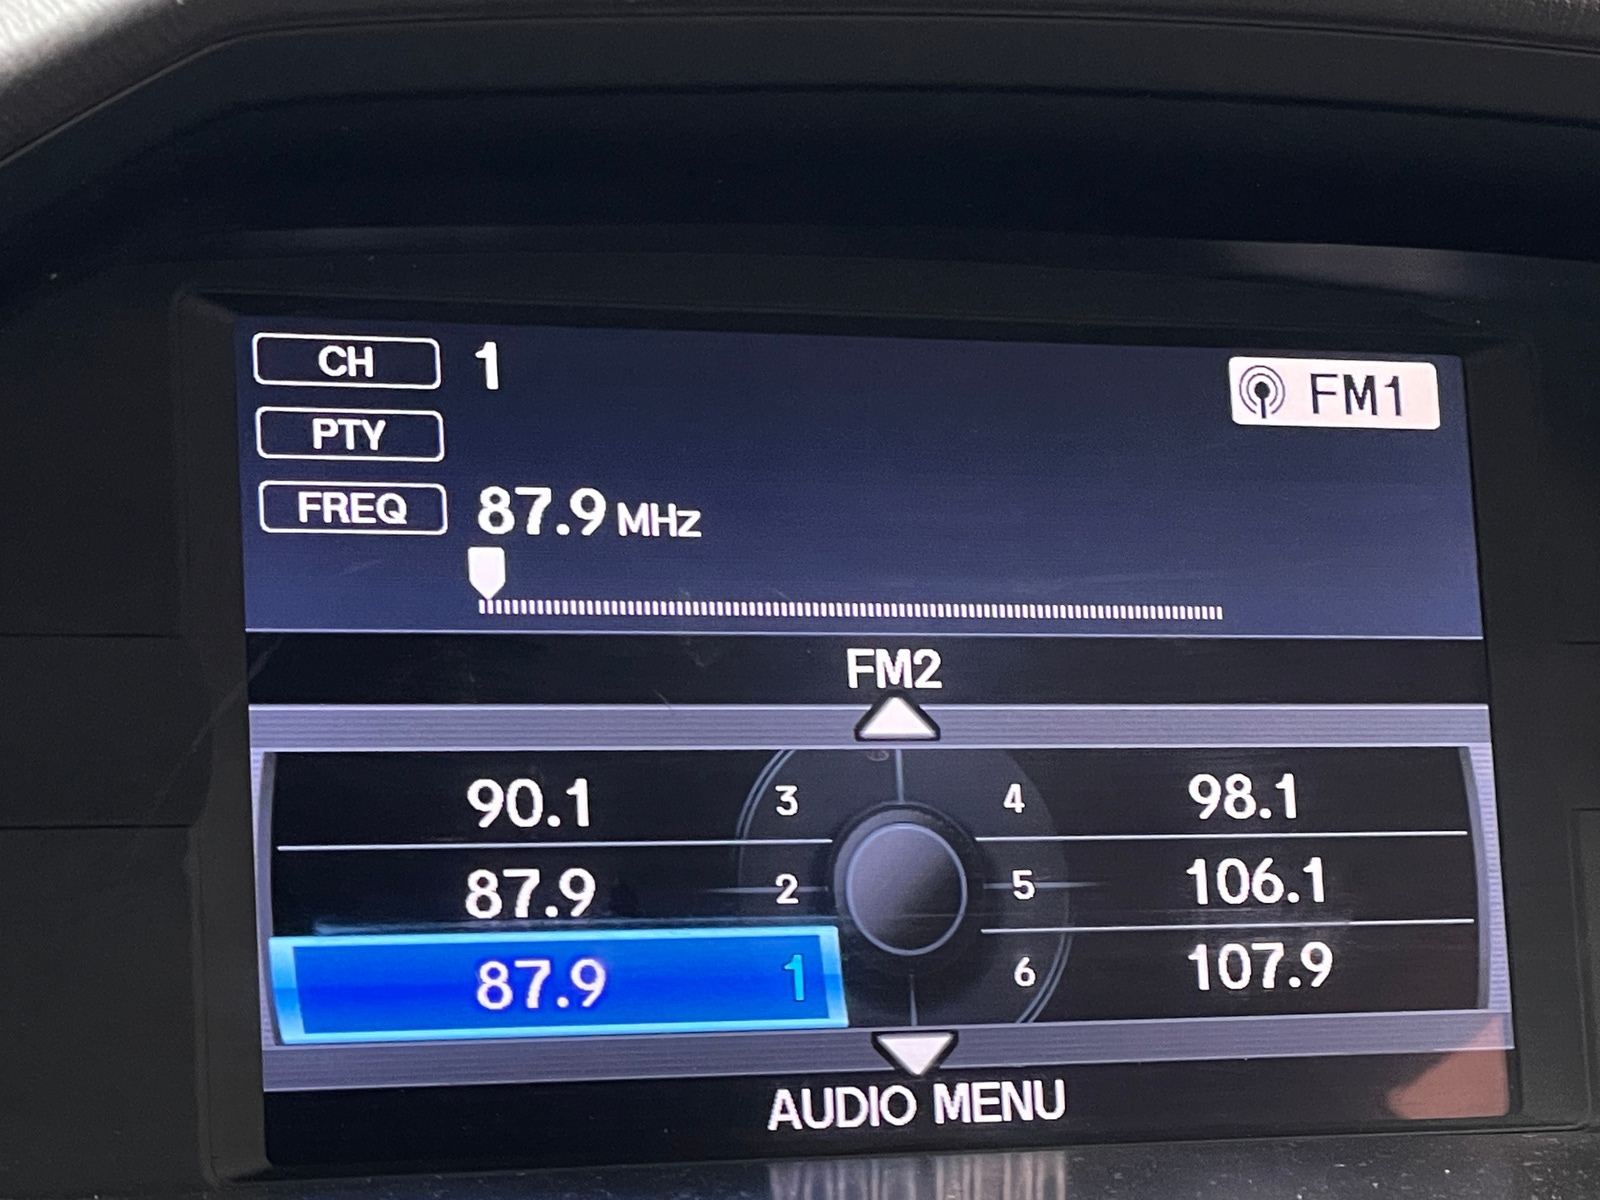 CH 1
FM1
PTY
FREQ 87.9 MHz
FM2
90.1 3 4 98.1
87.9 2 5 106.1
87.9 1 6 107.9
AUDIO MENU